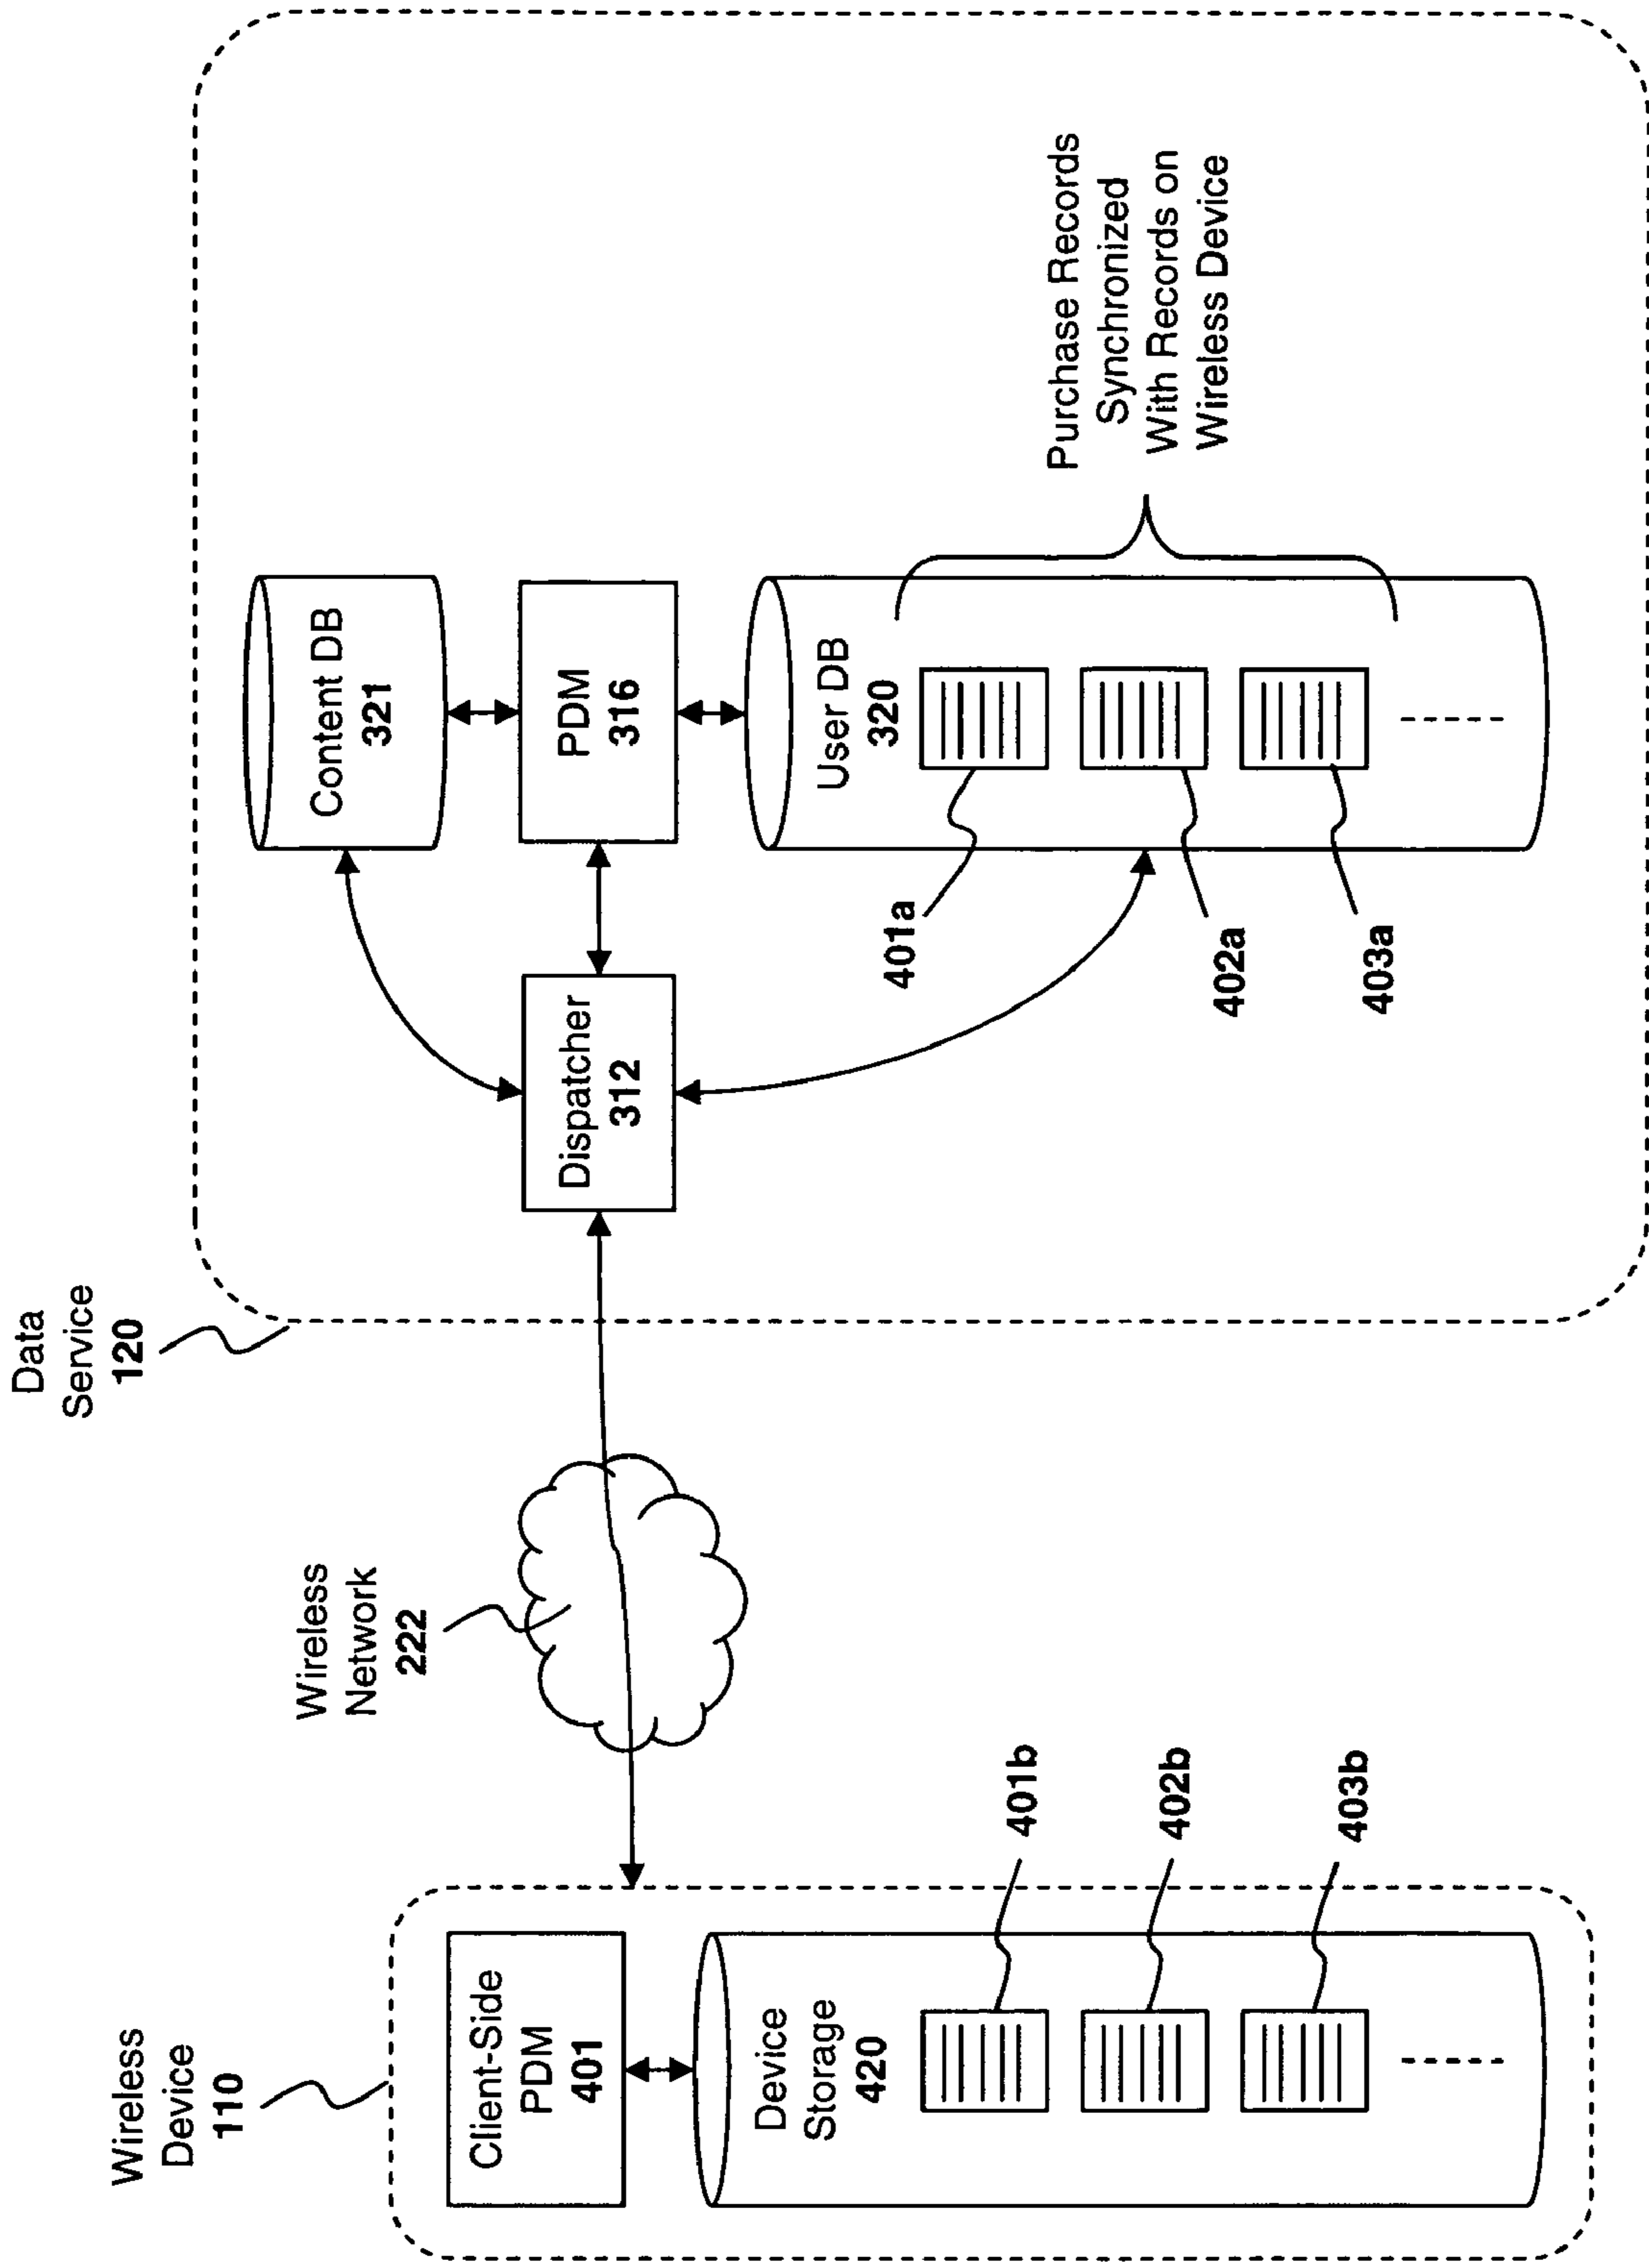 Wireless
Device
110
Client-Side
PDM
401
Device
Storage
420
401b
402b
403b
Wireless
Network
222
Data
Service
120
Dispatcher
312
Content DB
321
PDM
316
User DB
320
401a
402a
403a
Purchase Records
Synchronized
With Records on
Wireless Device